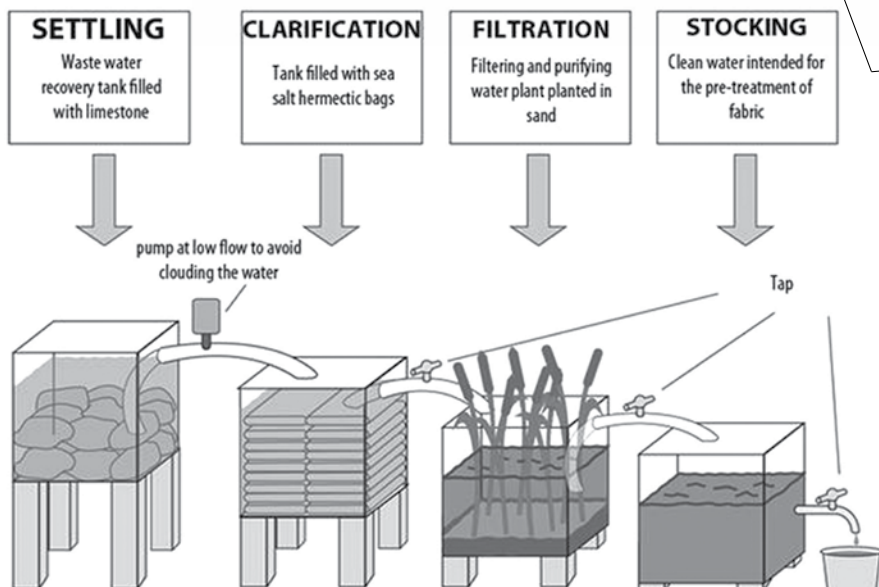 SETTLING
Waste water
recovery tank filled
with limestone
CLARIFICATION
Tank filled with sea
salt hermectic bags
FILTRATION
Filtering and purifying
water plant planted in
sand
STOCKING
Clean water intended for
the pre-treatment of
fabric
pump at low flow to avoid
clouding the water
Tap